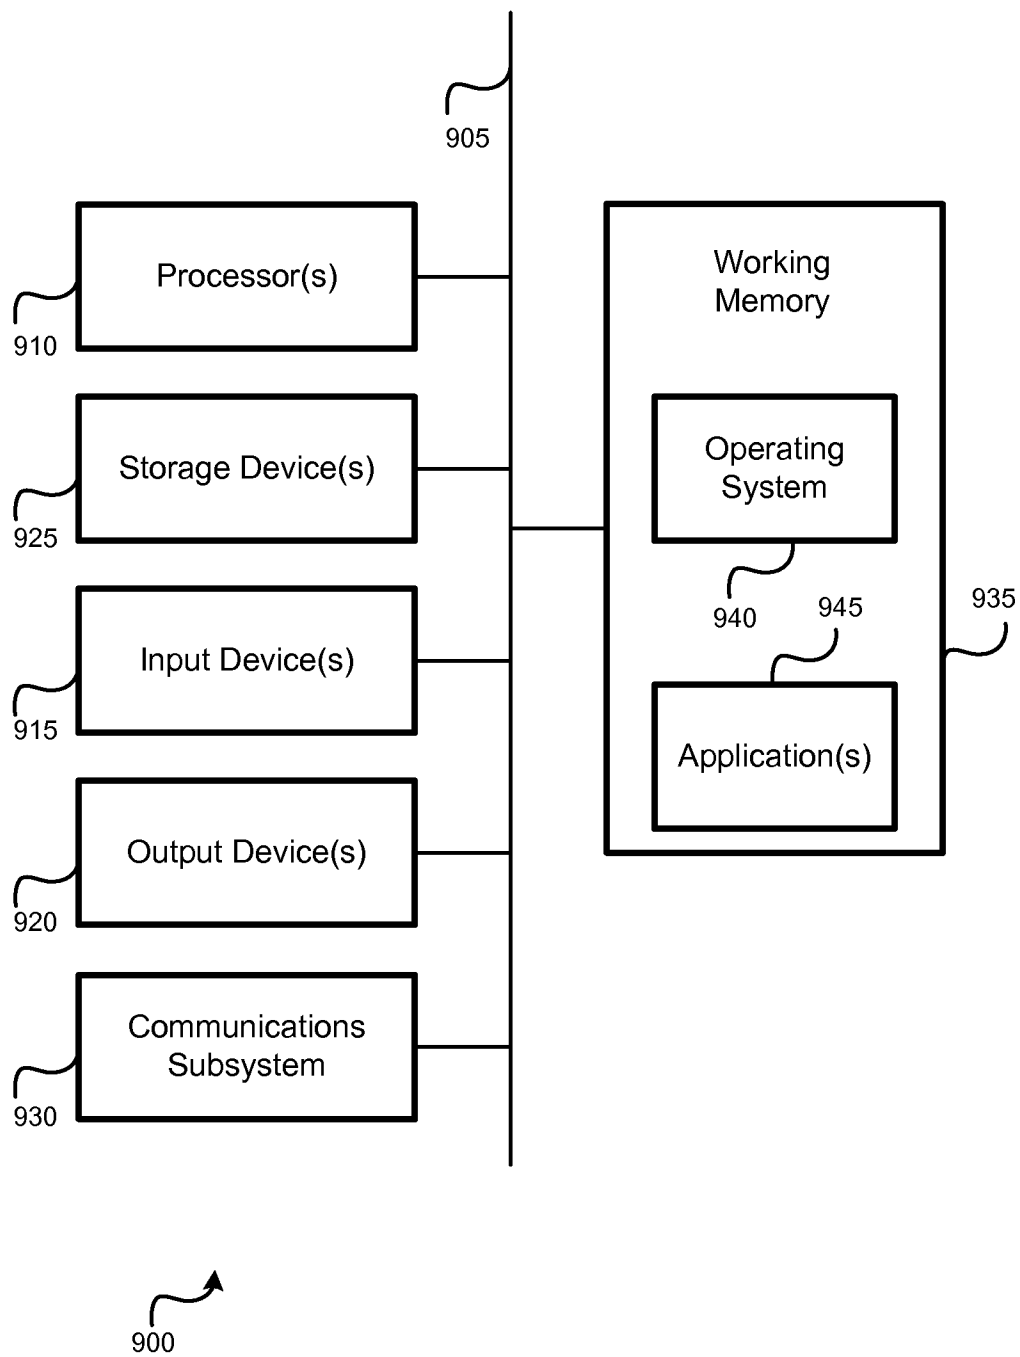 905
Processor(s)
910
Storage Device(s)
925
Input Device(s)
915
Output Device(s)
920
Communications
Subsystem
930
Working
Memory
Operating
System
940
945
935
Application(s)
900